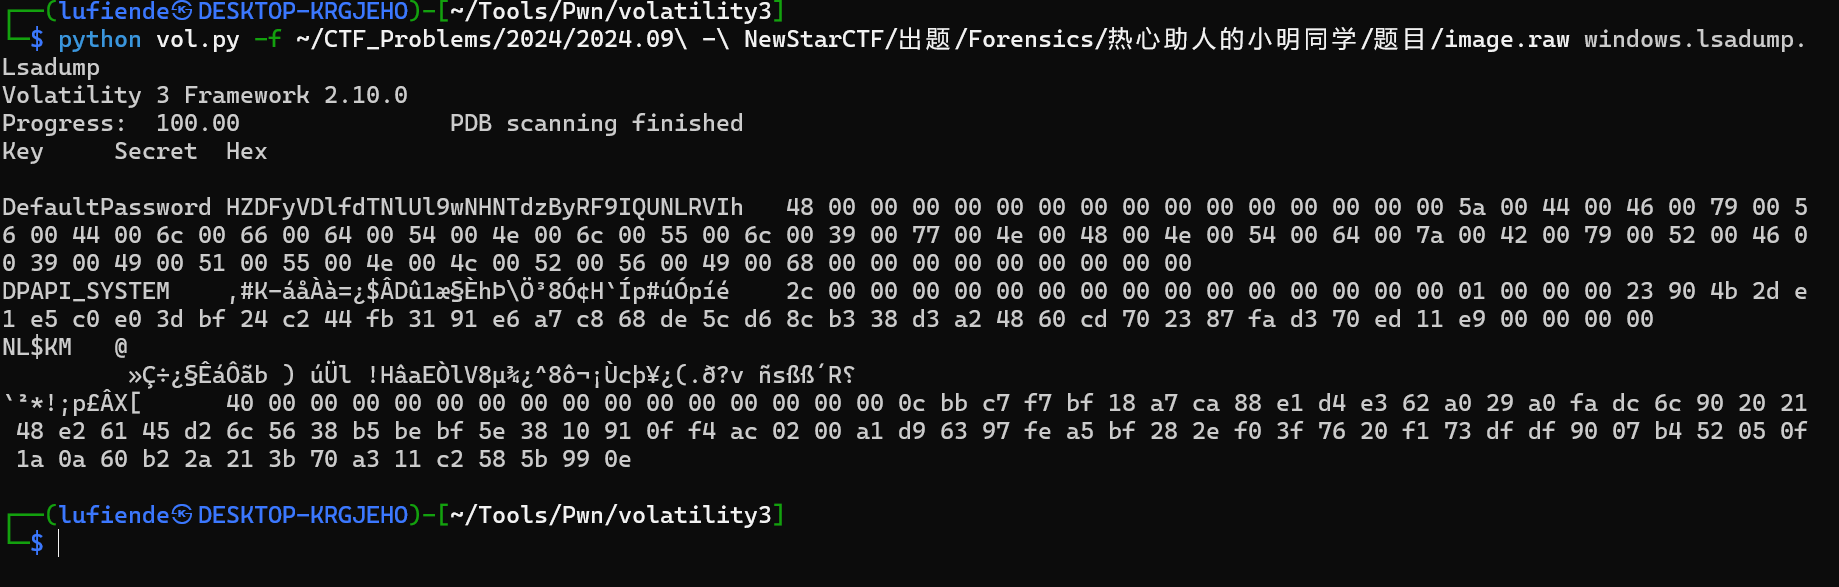 ┌──(lufiende㉿DESKTOP-KRGJEHO)-[~/Tools/Pwn/volatility3]
└─$ python vol.py -f ~/CTF_Problems/2024/2024.09\ -\ NewStarCTF/出题/Forensics/热心助人的小明同学/题目/image.raw windows.lsadump.
Lsadump
Volatility 3 Framework 2.10.0
Progress:  100.00               PDB scanning finished
Key     Secret  Hex
DefaultPassword HZDFyVDlfdTNlUl9wNHNTdzByRF9IQUNLRVIh   48 00 00 00 00 00 00 00 00 00 00 00 00 00 00 00 5a 00 44 00 46 00 79 00 5
6 00 44 00 6c 00 66 00 64 00 54 00 4e 00 6c 00 55 00 6c 00 39 00 77 00 4e 00 48 00 4e 00 54 00 64 00 7a 00 42 00 79 00 52 00 46 0
0 39 00 49 00 51 00 55 00 4e 00 4c 00 52 00 56 00 49 00 68 00 00 00 00 00 00 00 00 00
DPAPI_SYSTEM    ,#K-áåÀà=¿$ÂDû1æ§ÈhÞ\Ö³8Ó¢H`Íp#úÓpíé    2c 00 00 00 00 00 00 00 00 00 00 00 00 00 00 00 01 00 00 00 23 90 4b 2d e
1 e5 c0 e0 3d bf 24 c2 44 fb 31 91 e6 a7 c8 68 de 5c d6 8c b3 38 d3 a2 48 60 cd 70 23 87 fa d3 70 ed 11 e9 00 00 00 00
NL$KM   @
»Ç÷¿§ÊáÔãb ) úÜl !HâaEÒlV8µ¾¿^8ô¬¡Ùcþ¥¿(.ð?v ñsßß´R
`²*!;p£ÂX[      40 00 00 00 00 00 00 00 00 00 00 00 00 00 00 00 0c bb c7 f7 bf 18 a7 ca 88 e1 d4 e3 62 a0 29 a0 fa dc 6c 90 20 21
48 e2 61 45 d2 6c 56 38 b5 be bf 5e 38 10 91 0f f4 ac 02 00 a1 d9 63 97 fe a5 bf 28 2e f0 3f 76 20 f1 73 df df 90 07 b4 52 05 0f
1a 0a 60 b2 2a 21 3b 70 a3 11 c2 58 5b 99 0e
┌──(lufiende㉿DESKTOP-KRGJEHO)-[~/Tools/Pwn/volatility3]
└─$